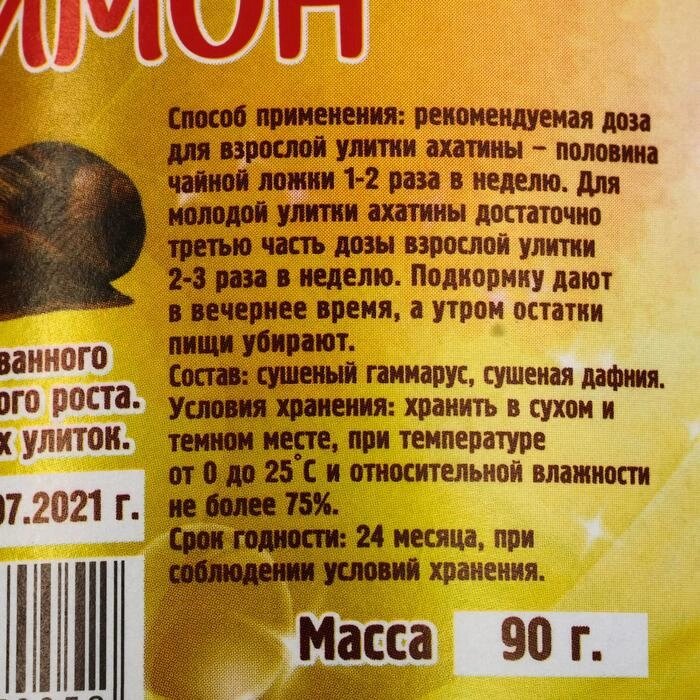 Способ применения: рекомендуемая доза
для взрослой улитки ахатины – половина
чайной ложки 1-2 раза в неделю. Для
молодой улитки ахатины достаточно
третью часть дозы взрослой улитки
2-3 раза в неделю. Подкормку дают
в вечернее время, а утром остатки
пищи убирают.
Состав: сушеный гаммарус, сушеная дафния.
Условия хранения: хранить в сухом и
темном месте, при температуре
от 0 до 25°С и относительной влажности
не более 75%.
Срок годности: 24 месяца, при
соблюдении условий хранения.
Масса 90 г.
ванного
ого роста.
х улиток.
07.2021 г.